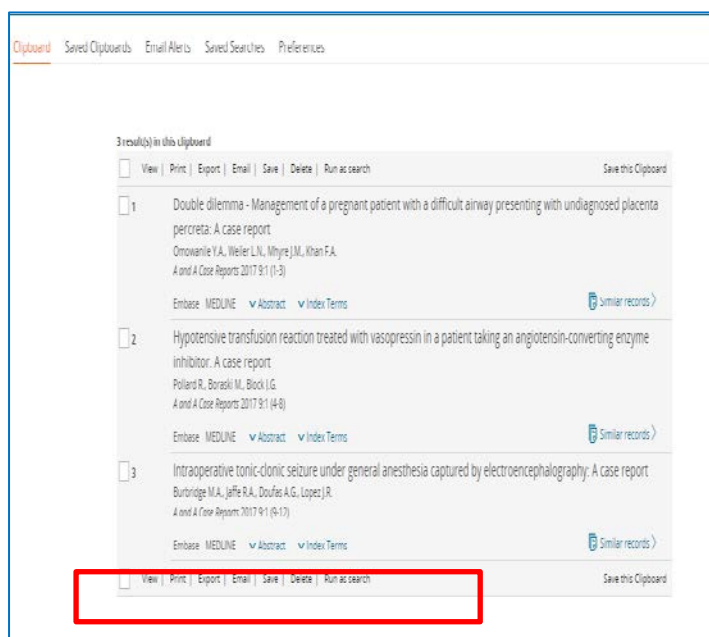 Clipboard Saved Clipboards Email Alerts Saved Searches Preferences
3 result(s) in this clipboard
View | Print | Export | Email | Save | Delete | Run as search Save this Clipboard
1 Double dilemma - Management of a pregnant patient with a difficult airway presenting with undiagnosed placenta
percreta: A case report
Omowanile Y.A., Weller L.N., Mhyre J.M., Khan F.A.
A and A Case Reports 2017 9:1 (1-3)
Embase MEDLINE ∨ Abstract ∨ Index Terms Similar records >
2 Hypotensive transfusion reaction treated with vasopressin in a patient taking an angiotensin-converting enzyme
inhibitor. A case report
Pollard R., Boraski M., Block J.G.
A and A Case Reports 2017 9:1 (4-8)
Embase MEDLINE ∨ Abstract ∨ Index Terms Similar records >
3 Intraoperative tonic-clonic seizure under general anesthesia captured by electroencephalography: A case report
Burbridge M.A., Jaffe R.A., Doufas A.G., Lopez J.R.
A and A Case Reports 2017 9:1 (9-12)
Embase MEDLINE ∨ Abstract ∨ Index Terms Similar records >
View | Print | Export | Email | Save | Delete | Run as search Save this Clipboard